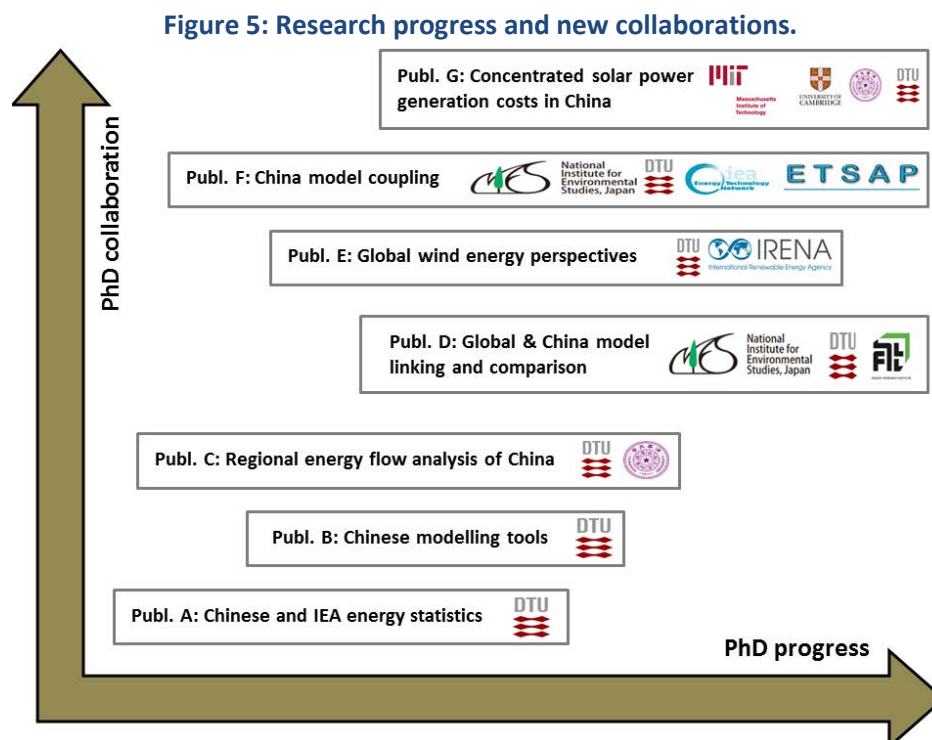 Figure 5: Research progress and new collaborations.
PhD collaboration
Publ. G: Concentrated solar power
generation costs in China
MIT
Massachusetts
Institute of
Technology
UNIVERSITY OF
CAMBRIDGE
DTU
Publ. F: China model coupling
National
Institute for
Environmental
Studies, Japan
DTU
iea
Energy Technology
Network
ETSAP
Publ. E: Global wind energy perspectives
DTU
IRENA
International Renewable Energy Agency
Publ. D: Global & China model
linking and comparison
National
Institute for
Environmental
Studies, Japan
DTU
Publ. C: Regional energy flow analysis of China
DTU
Publ. B: Chinese modelling tools
DTU
Publ. A: Chinese and IEA energy statistics
DTU
PhD progress